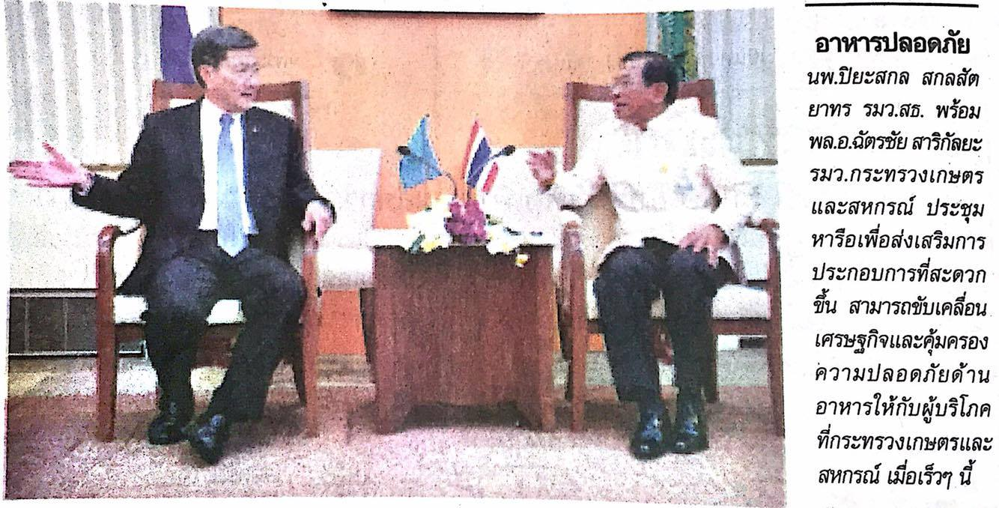 อาหารปลอดภัย
นพ.ปิยะสกล สกลสัต
ยาทร รมว.สธ. พร้อม
พล.อ.ฉัตรชัย สาริกัลยะ
รมว.กระทรวงเกษตร
และสหกรณ์ ประชุม
หารือเพื่อส่งเสริมการ
ประกอบการที่สะดวก
ขึ้น สามารถขับเคลื่อน
เศรษฐกิจและคุ้มครอง
ความปลอดภัยด้าน
อาหารให้กับผู้บริโภค
ที่กระทรวงเกษตรและ
สหกรณ์ เมื่อเร็วๆ นี้